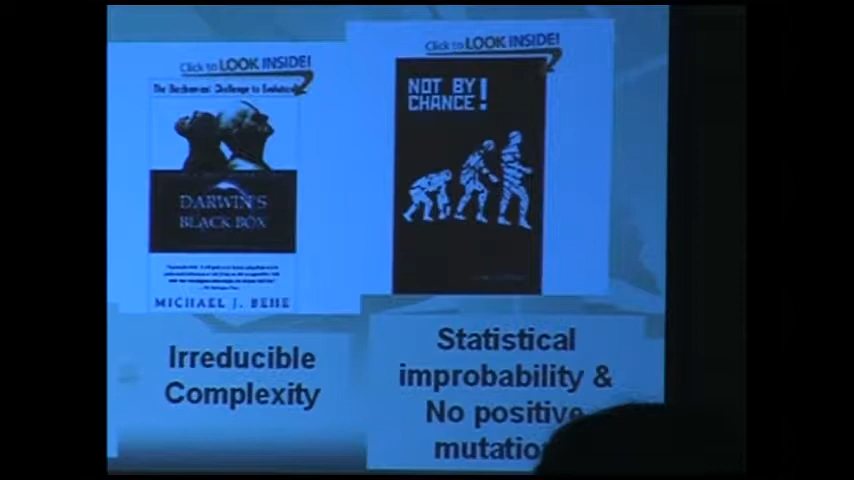 Click to LOOK INSIDE!
The Biochemical Challenge to Evolution
DARWIN'S
BLACK BOX
MICHAEL J. BEHE
Irreducible
Complexity
Click to LOOK INSIDE!
NOT BY
CHANCE!
Statistical
improbability &
No positive
mutatio